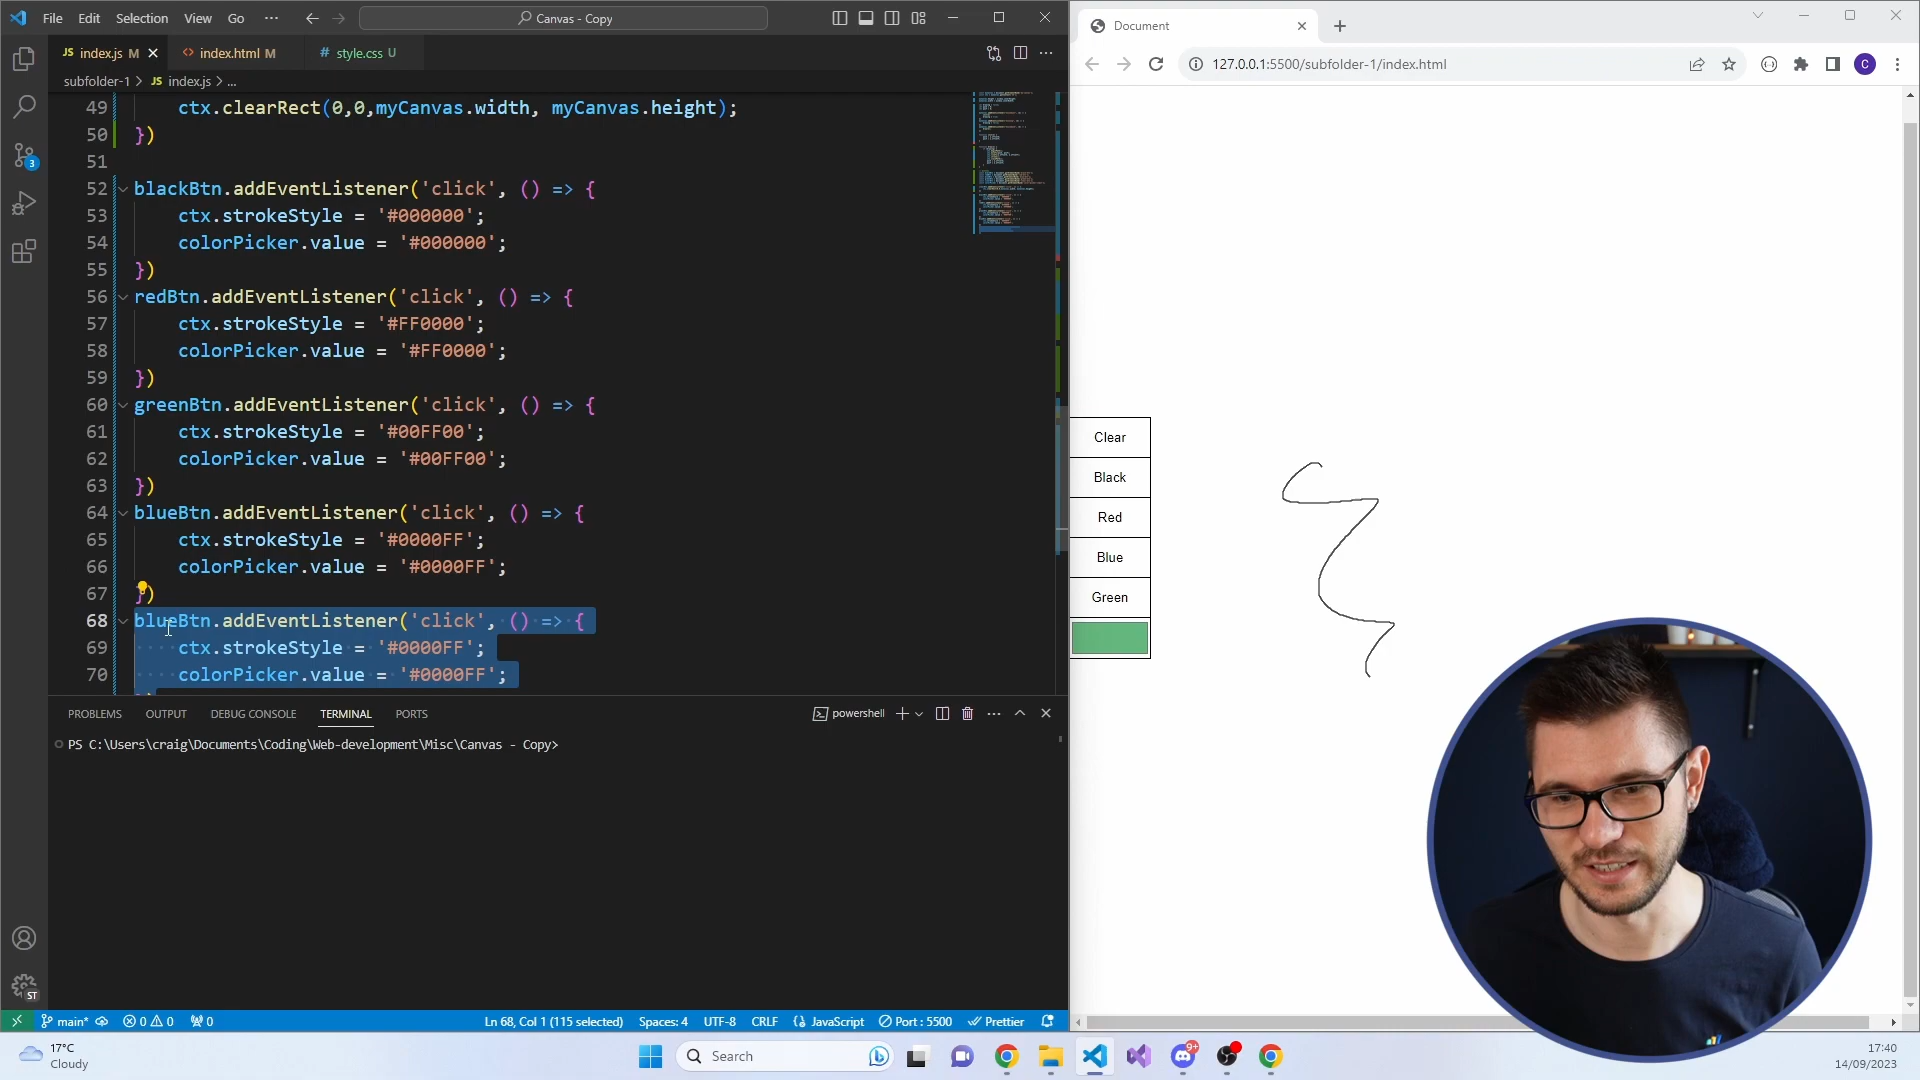 File Edit Selection View Go ···
Canvas - Copy
JS index.js M
index.html M
# style.css U
subfolder-1 > JS index.js > ...
49 ctx.clearRect(0,0,myCanvas.width, myCanvas.height);
50 })
51
52 blackBtn.addEventListener('click', () => {
53 ctx.strokeStyle = '#000000';
54 colorPicker.value = '#000000';
55 })
56 redBtn.addEventListener('click', () => {
57 ctx.strokeStyle = '#FF0000';
58 colorPicker.value = '#FF0000';
59 })
60 greenBtn.addEventListener('click', () => {
61 ctx.strokeStyle = '#00FF00';
62 colorPicker.value = '#00FF00';
63 })
64 blueBtn.addEventListener('click', () => {
65 ctx.strokeStyle = '#0000FF';
66 colorPicker.value = '#0000FF';
67 })
68 blueBtn.addEventListener('click', () => {
69 ctx.strokeStyle = '#0000FF';
70 colorPicker.value = '#0000FF';
PROBLEMS OUTPUT DEBUG CONSOLE TERMINAL PORTS
powershell
PS C:\Users\craig\Documents\Coding\Web-development\Misc\Canvas - Copy>
3
ST
main* 0 0 0
Ln 68, Col 1 (115 selected) Spaces: 4 UTF-8 CRLF {} JavaScript Port : 5500 Prettier
Document
127.0.0.1:5500/subfolder-1/index.html
C
Clear
Black
Red
Blue
Green
17°C
Cloudy
Search
9+
17:40
14/09/2023